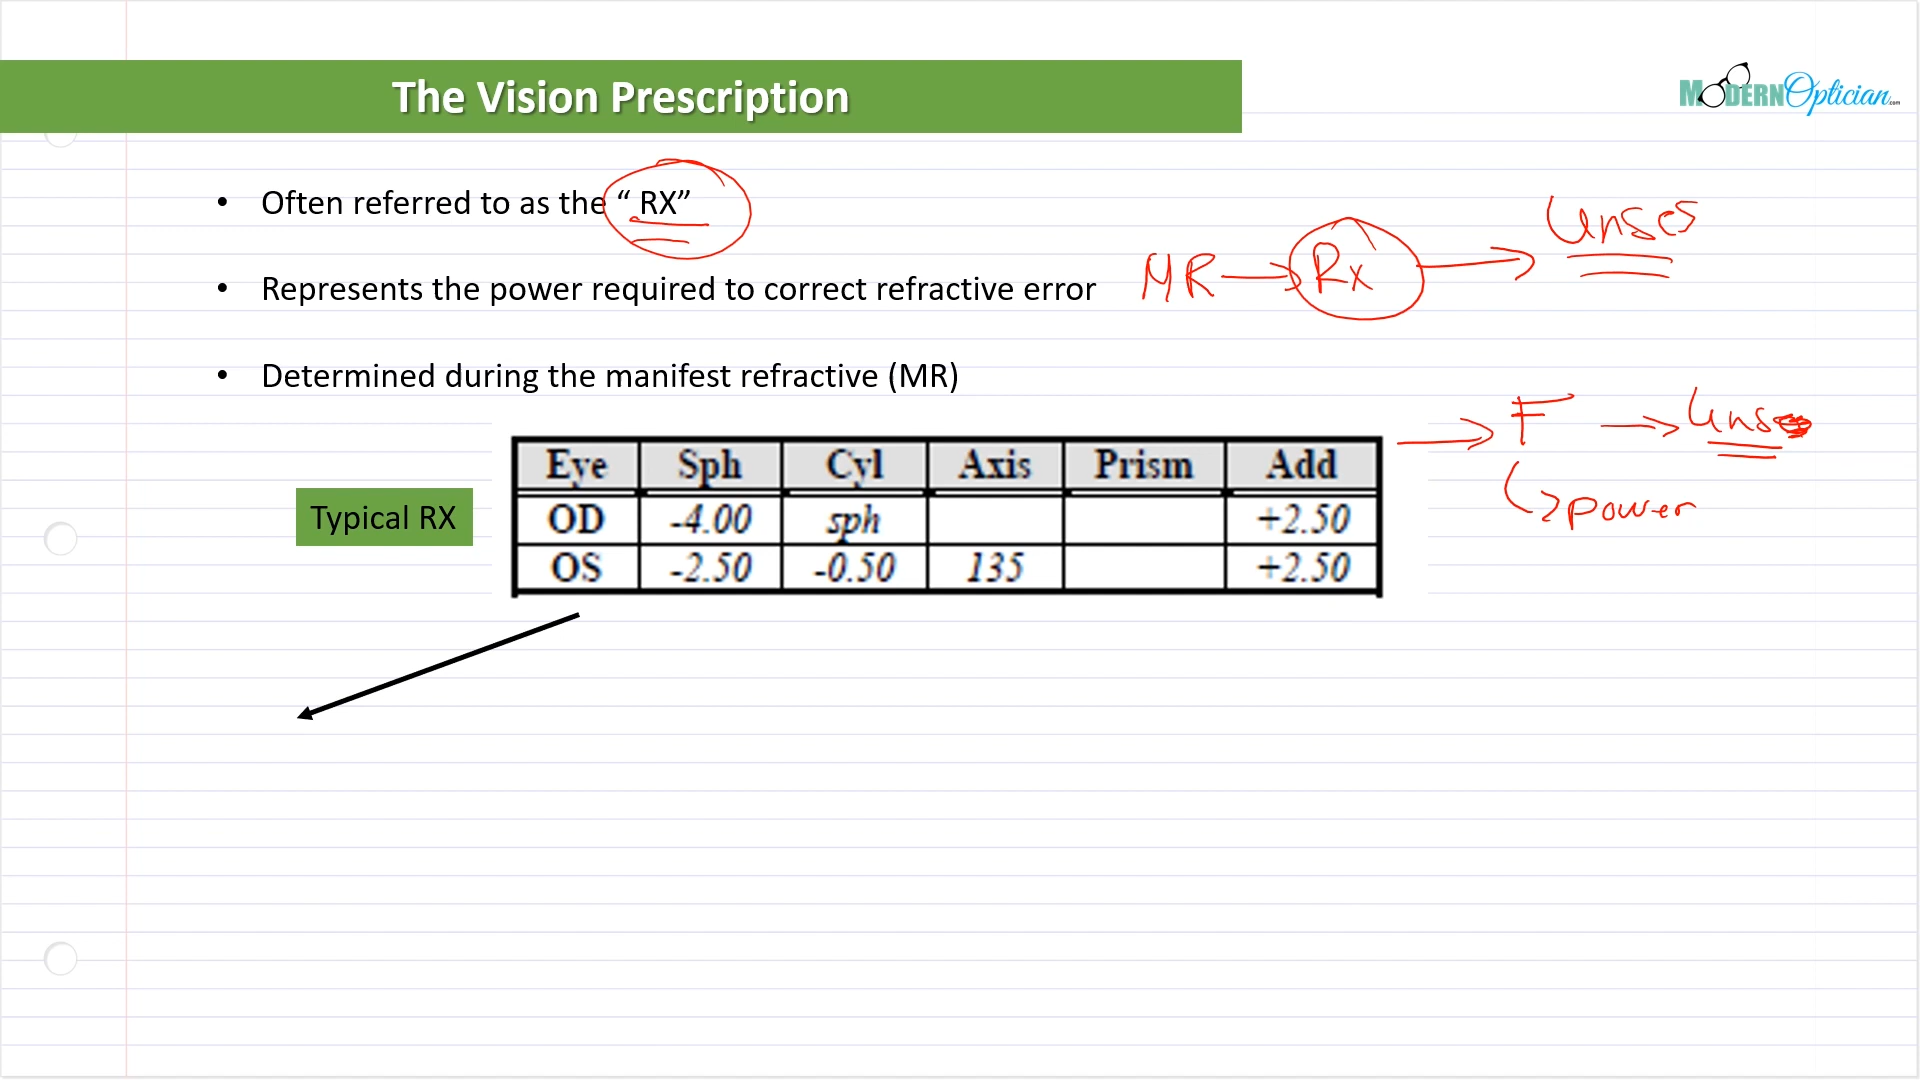 The Vision Prescription
MODERNOptician.com
• Often referred to as the “ RX”
• Represents the power required to correct refractive error
MR → Rx → Lenses
• Determined during the manifest refractive (MR)
→ F → Lens
power
Typical RX
Eye Sph Cyl Axis Prism Add
OD -4.00 sph +2.50
OS -2.50 -0.50 135 +2.50